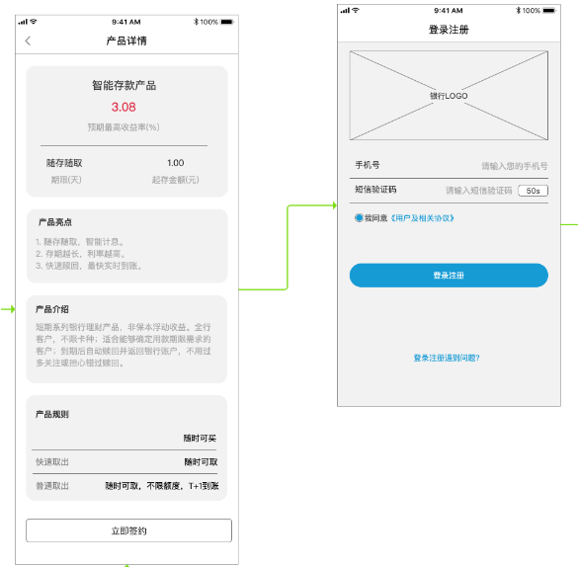 9:41 AM
100%
产品详情
智能存款产品
3.08
预期最高收益率(%)
随存随取
1.00
期限(天)
起存金额(元)
产品亮点
1. 随存随取，智能计息。
2. 存期越长，利率越高。
3. 快速赎回，最快实时到账。
产品介绍
短期系列银行理财产品，非保本浮动收益。全行
客户，不限卡种；适合能够确定用款期限需求的
客户；到期后自动赎回并返回银行账户，不用过
多关注或担心错过赎回。
产品规则
随时可买
快速取出
随时可取
普通取出
随时可取，不限额度，T+1到账
立即签约
9:41 AM
100%
登录注册
银行LOGO
手机号
请输入您的手机号
短信验证码
请输入短信验证码
50s
我同意《用户及相关协议》
登录注册
登录注册遇到问题?